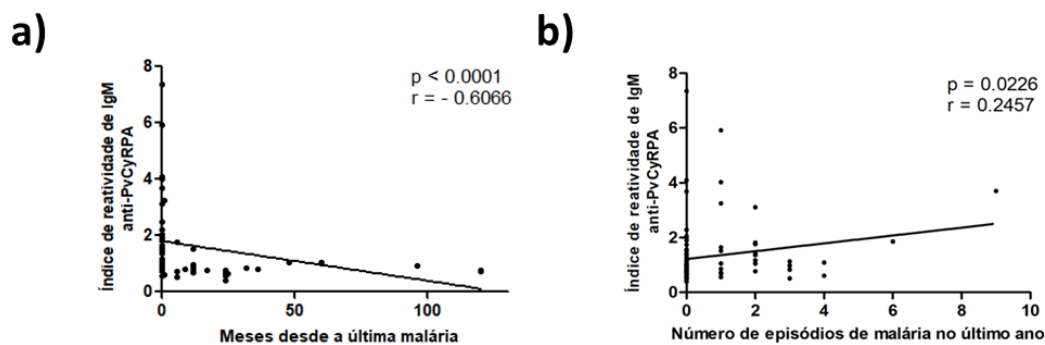 a)
p < 0.0001
r = - 0.6066
Índice de reatividade de IgM
anti-PvCyRPA
8
6
4
2
0
0
50
100
Meses desde a última malária
b)
p = 0.0226
r = 0.2457
Índice de reatividade de IgM
anti-PvCyRPA
8
6
4
2
0
0
2
4
6
8
10
Número de episódios de malária no último ano